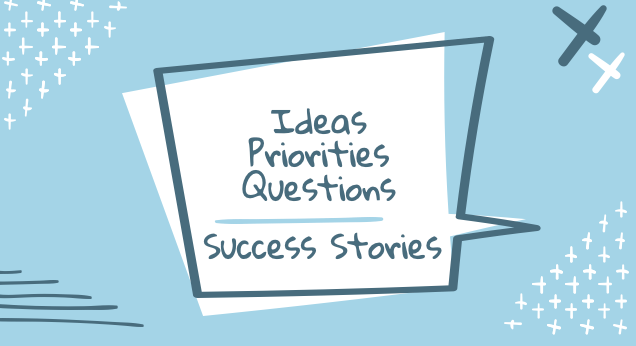 Ideas
Priorities
Questions
Success Stories